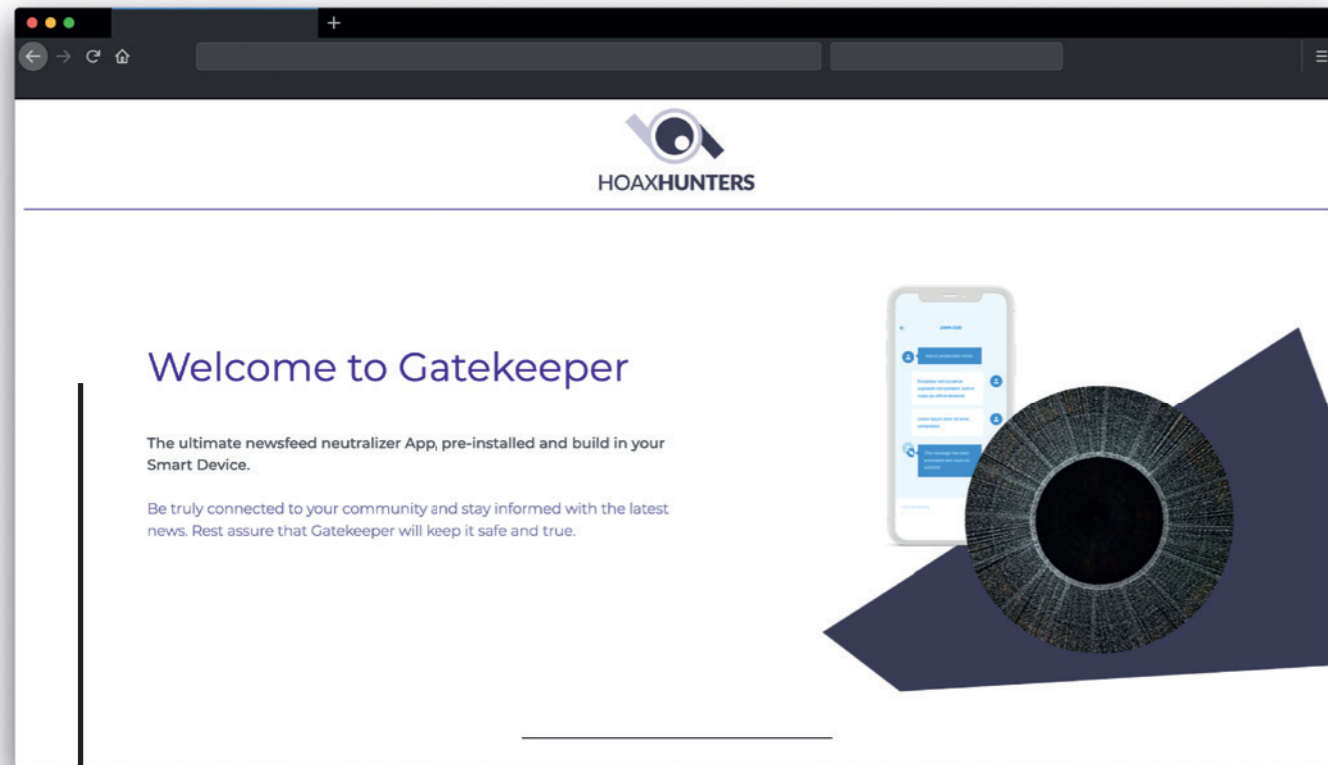 HOAXHUNTERS
Welcome to Gatekeeper
The ultimate newsfeed neutralizer App, pre-installed and build in your
Smart Device.
Be truly connected to your community and stay informed with the latest
news. Rest assure that Gatekeeper will keep it safe and true.